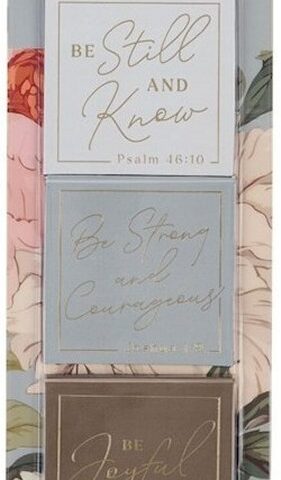 BE Still
AND
Know
Psalm 46:10
Be Strong
and
Courageous
BE
Joyful